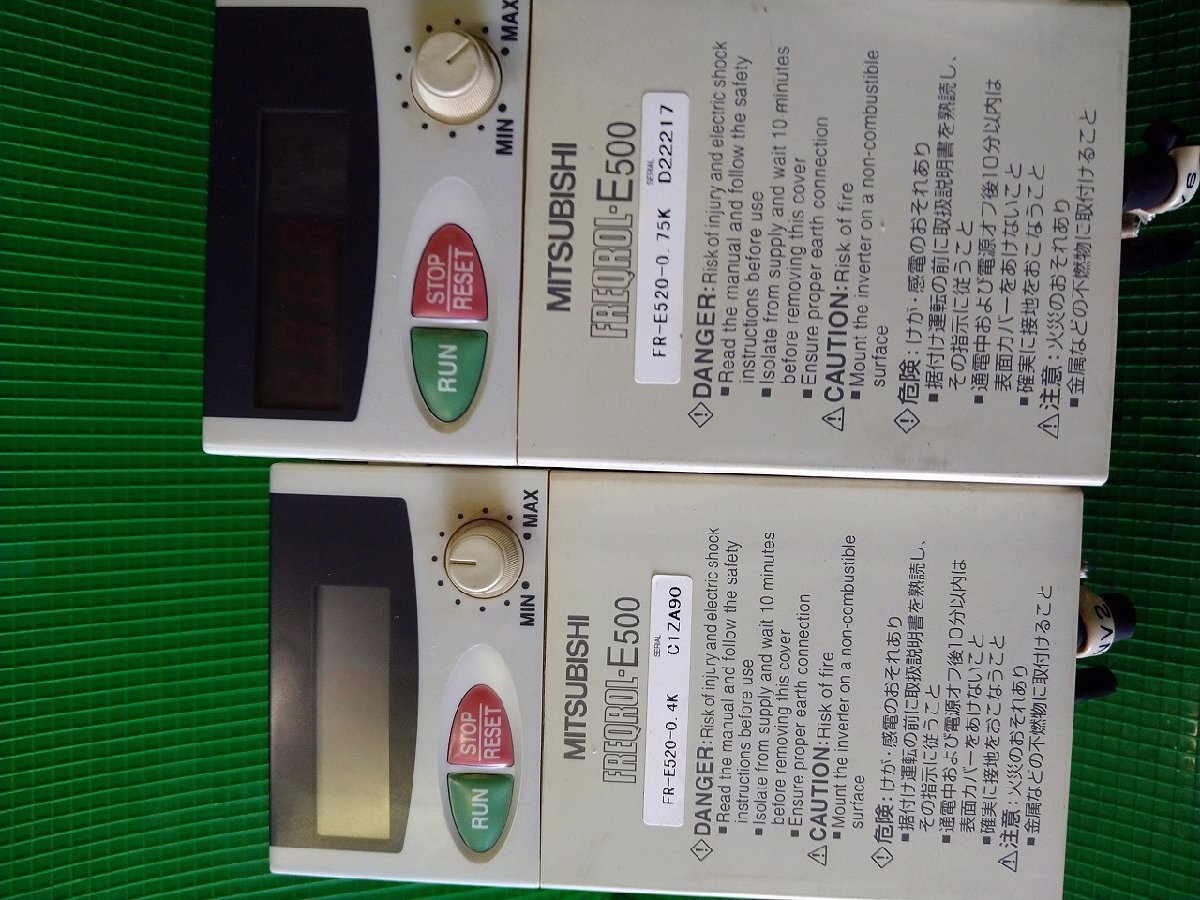 MAX
MIN
STOP
RESET
RUN
MITSUBISHI
FREQROL-E500
SERIAL
FR-E520-0.75K D22217
DANGER: Risk of injury and electric shock
■ Read the manual and follow the safety
instructions before use
■ Isolate from supply and wait 10 minutes
before removing this cover
■ Ensure proper earth connection
CAUTION: Risk of fire
■ Mount the inverter on a non-combustible
surface
危険:けが・感電のおそれあり
■ 据付け運転の前に取扱説明書を熟読し、
その指示に従うこと
■ 通電中および電源オフ後10分以内は
表面カバーをあけないこと
■ 確実に接地をおこなうこと
注意:火災のおそれあり
■ 金属などの不燃物に取付けること
MAX
MIN
STOP
RESET
RUN
MITSUBISHI
FREQROL-E500
SERIAL
FR-E520-0.4K C1ZA90
DANGER: Risk of injury and electric shock
■ Read the manual and follow the safety
instructions before use
■ Isolate from supply and wait 10 minutes
before removing this cover
■ Ensure proper earth connection
CAUTION: Risk of fire
■ Mount the inverter on a non-combustible
surface
危険:けが・感電のおそれあり
■ 据付け運転の前に取扱説明書を熟読し、
その指示に従うこと
■ 通電中および電源オフ後10分以内は
表面カバーをあけないこと
■ 確実に接地をおこなうこと
注意:火災のおそれあり
■ 金属などの不燃物に取付けること